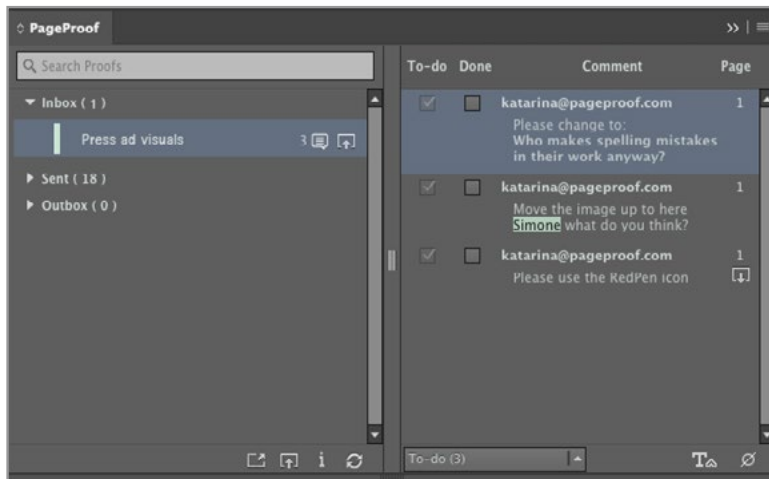 PageProof
Search Proofs
Inbox ( 1 )
Press ad visuals 3
Sent ( 18 )
Outbox ( 0 )
To-do Done Comment Page
katarina@pageproof.com 1
Please change to:
Who makes spelling mistakes
in their work anyway?
katarina@pageproof.com 1
Move the image up to here
Simone what do you think?
katarina@pageproof.com 1
Please use the RedPen icon
To-do (3)